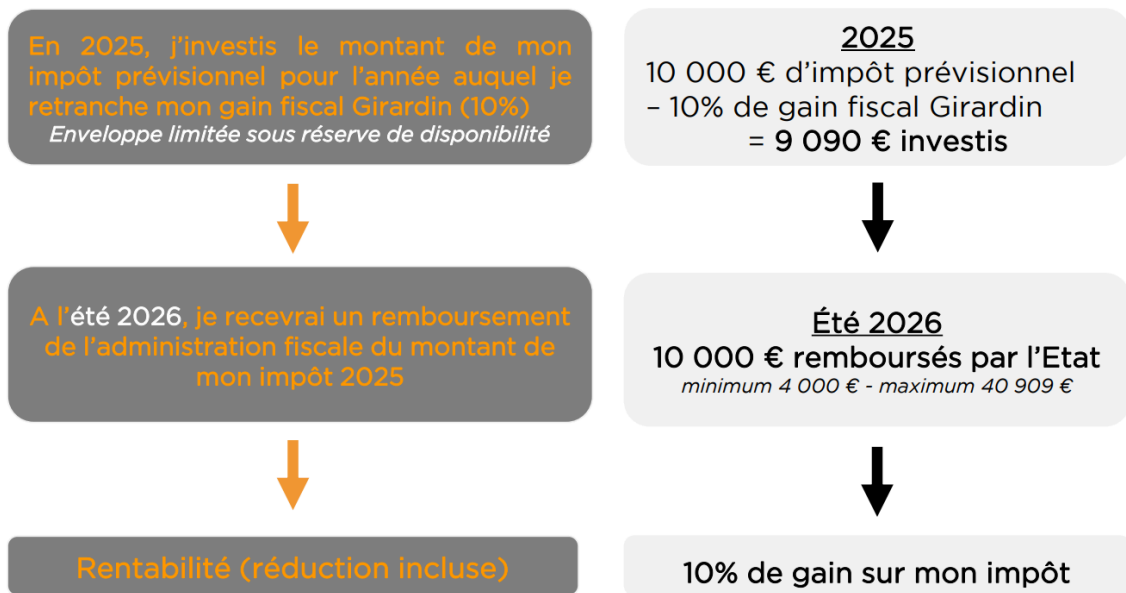 En 2025, j’investis le montant de mon
impôt prévisionnel pour l’année auquel je
retranche mon gain fiscal Girardin (10%)
Enveloppe limitée sous réserve de disponibilité
2025
10 000 € d’impôt prévisionnel
– 10% de gain fiscal Girardin
= 9 090 € investis
A l’été 2026, je recevrai un remboursement
de l’administration fiscale du montant de
mon impôt 2025
Été 2026
10 000 € remboursés par l’Etat
minimum 4 000 € - maximum 40 909 €
Rentabilité (réduction incluse)
10% de gain sur mon impôt